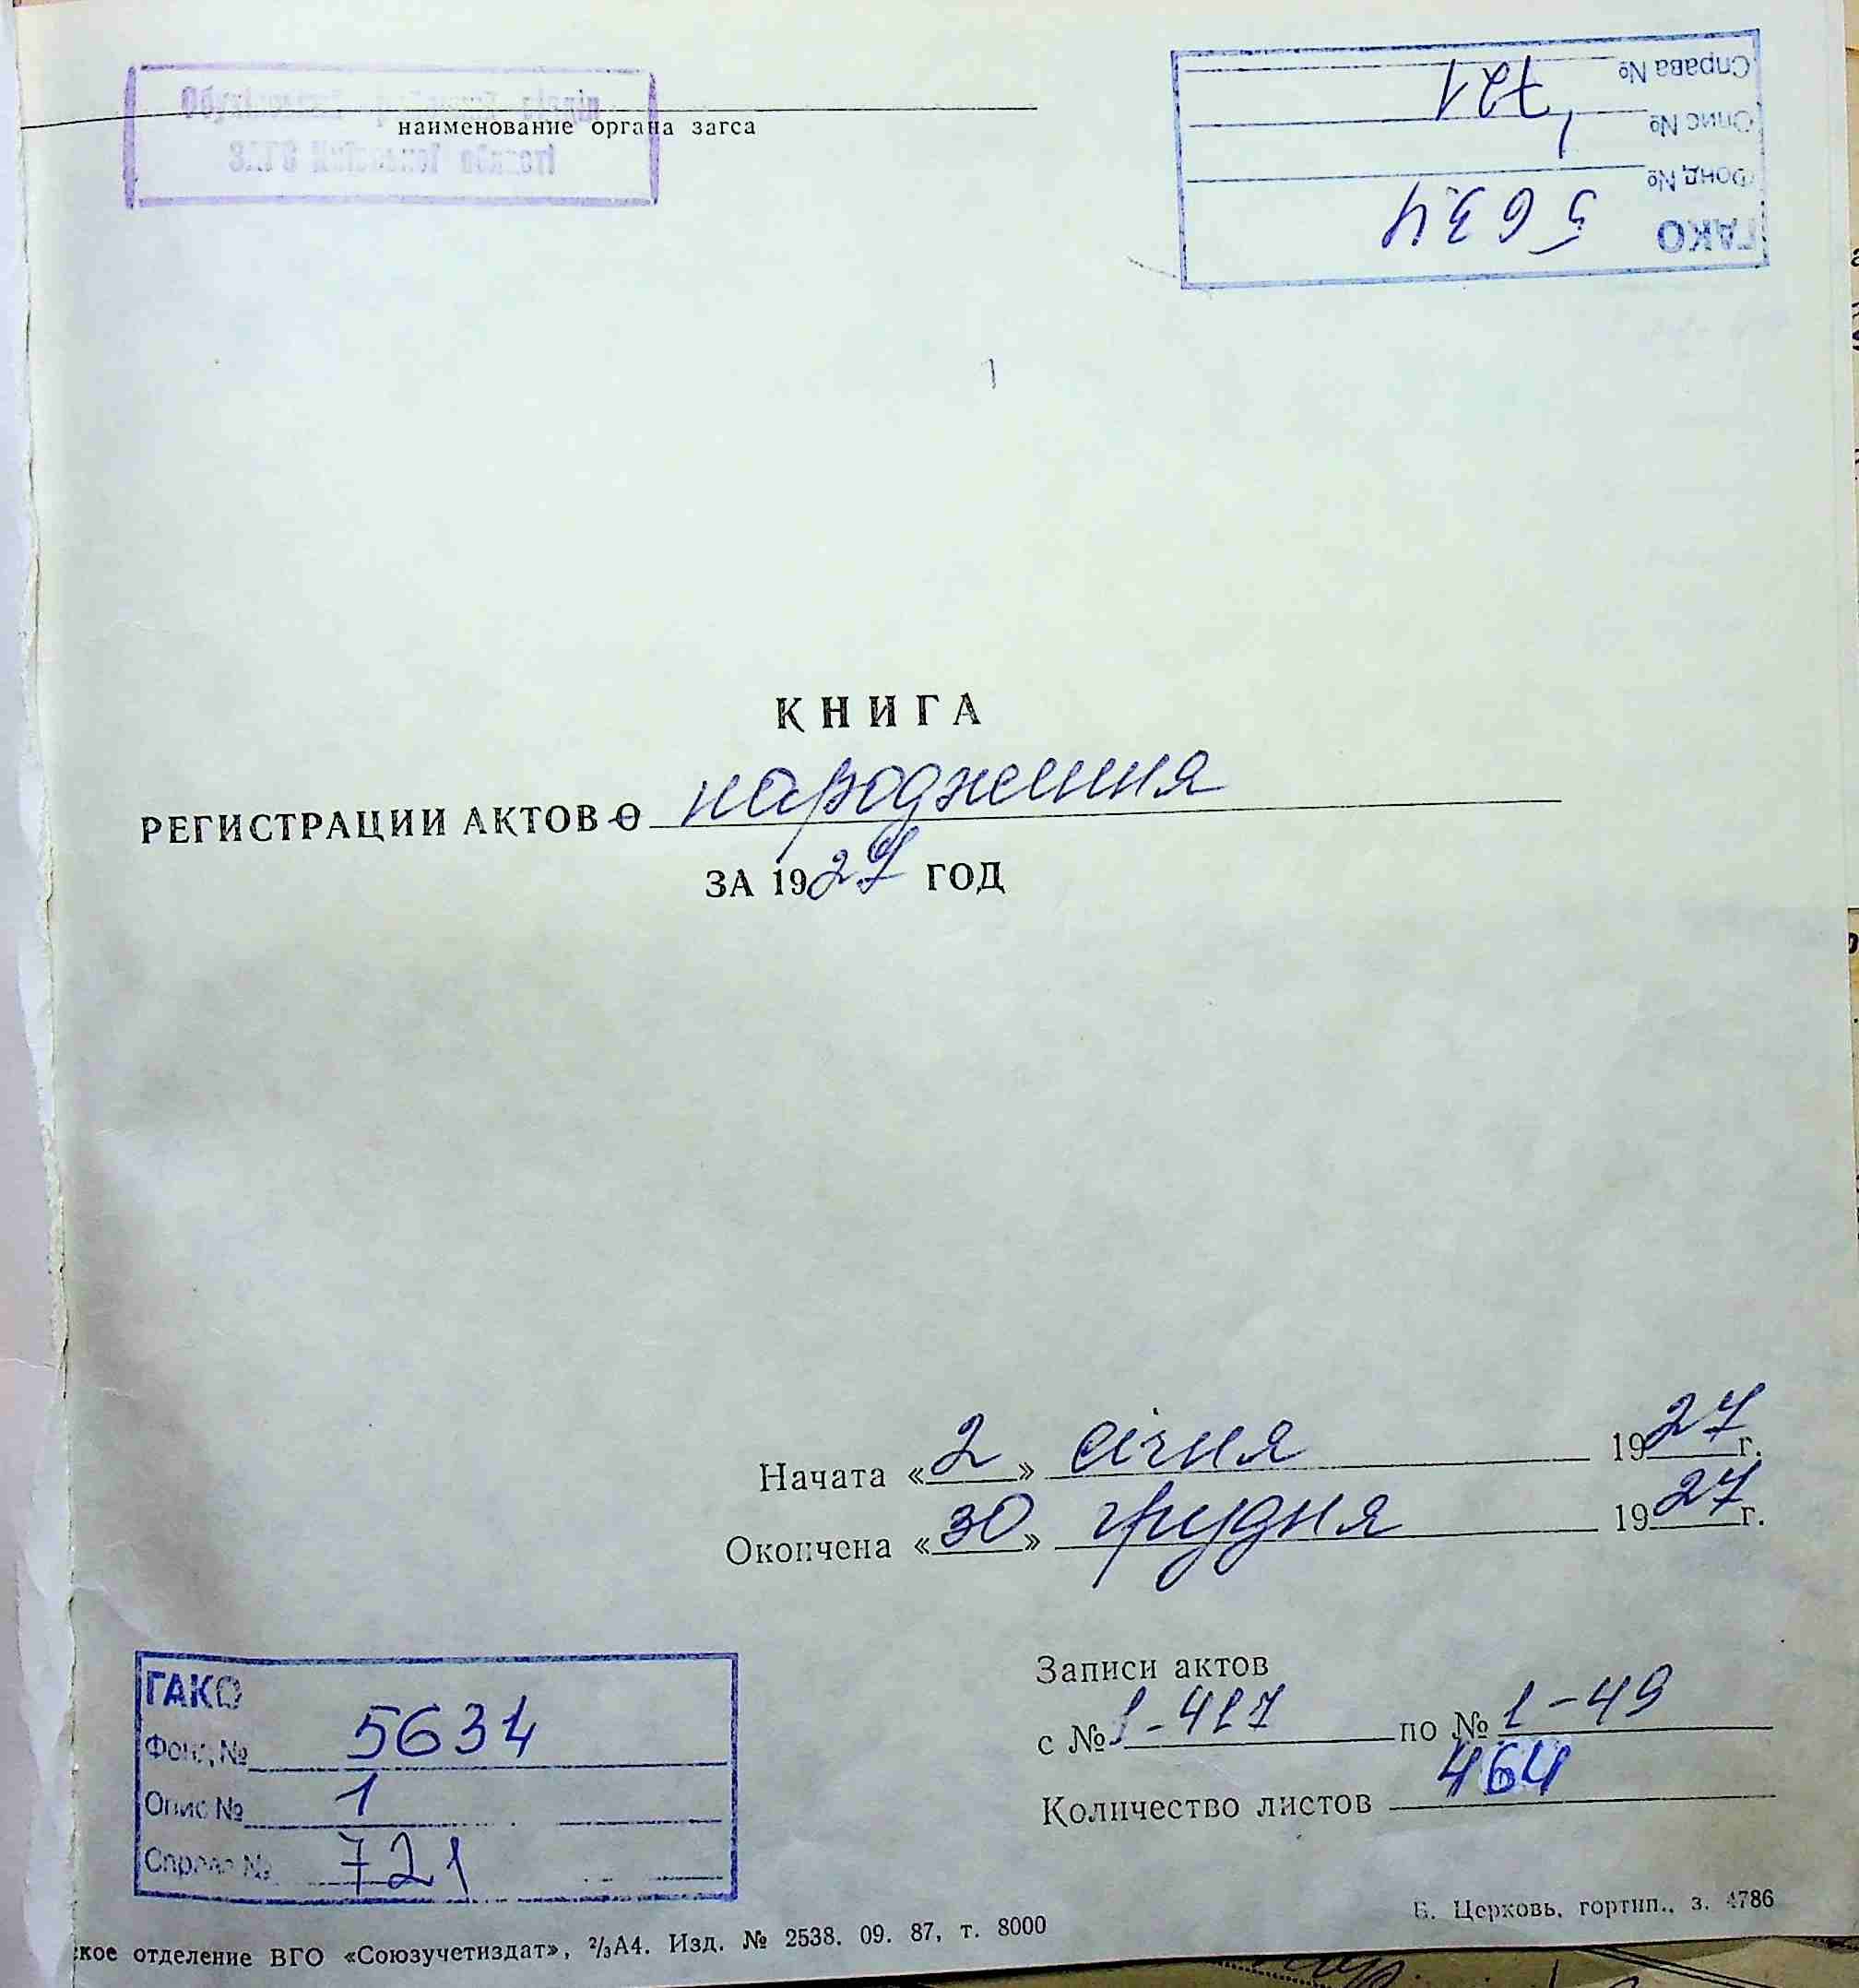 наименование органа загса
ГАКО
Фонд № 5634
Опис № 1
Справа № 721
1
КНИГА
РЕГИСТРАЦИИ АКТОВ О народження
ЗА 1927 ГОД
Начата «2» січня 1927 г.
Окончена «30» грудня 1927 г.
Записи актов
с № 1-417 по № 1-49
Количество листов 464
ГАКО
Фонд № 5634
Опис № 1
Справа № 721
Б. Церковь, гортип., з. 4786
ское отделение ВГО «Союзучетиздат», ²/₃А4. Изд. № 2538. 09. 87, т. 8000